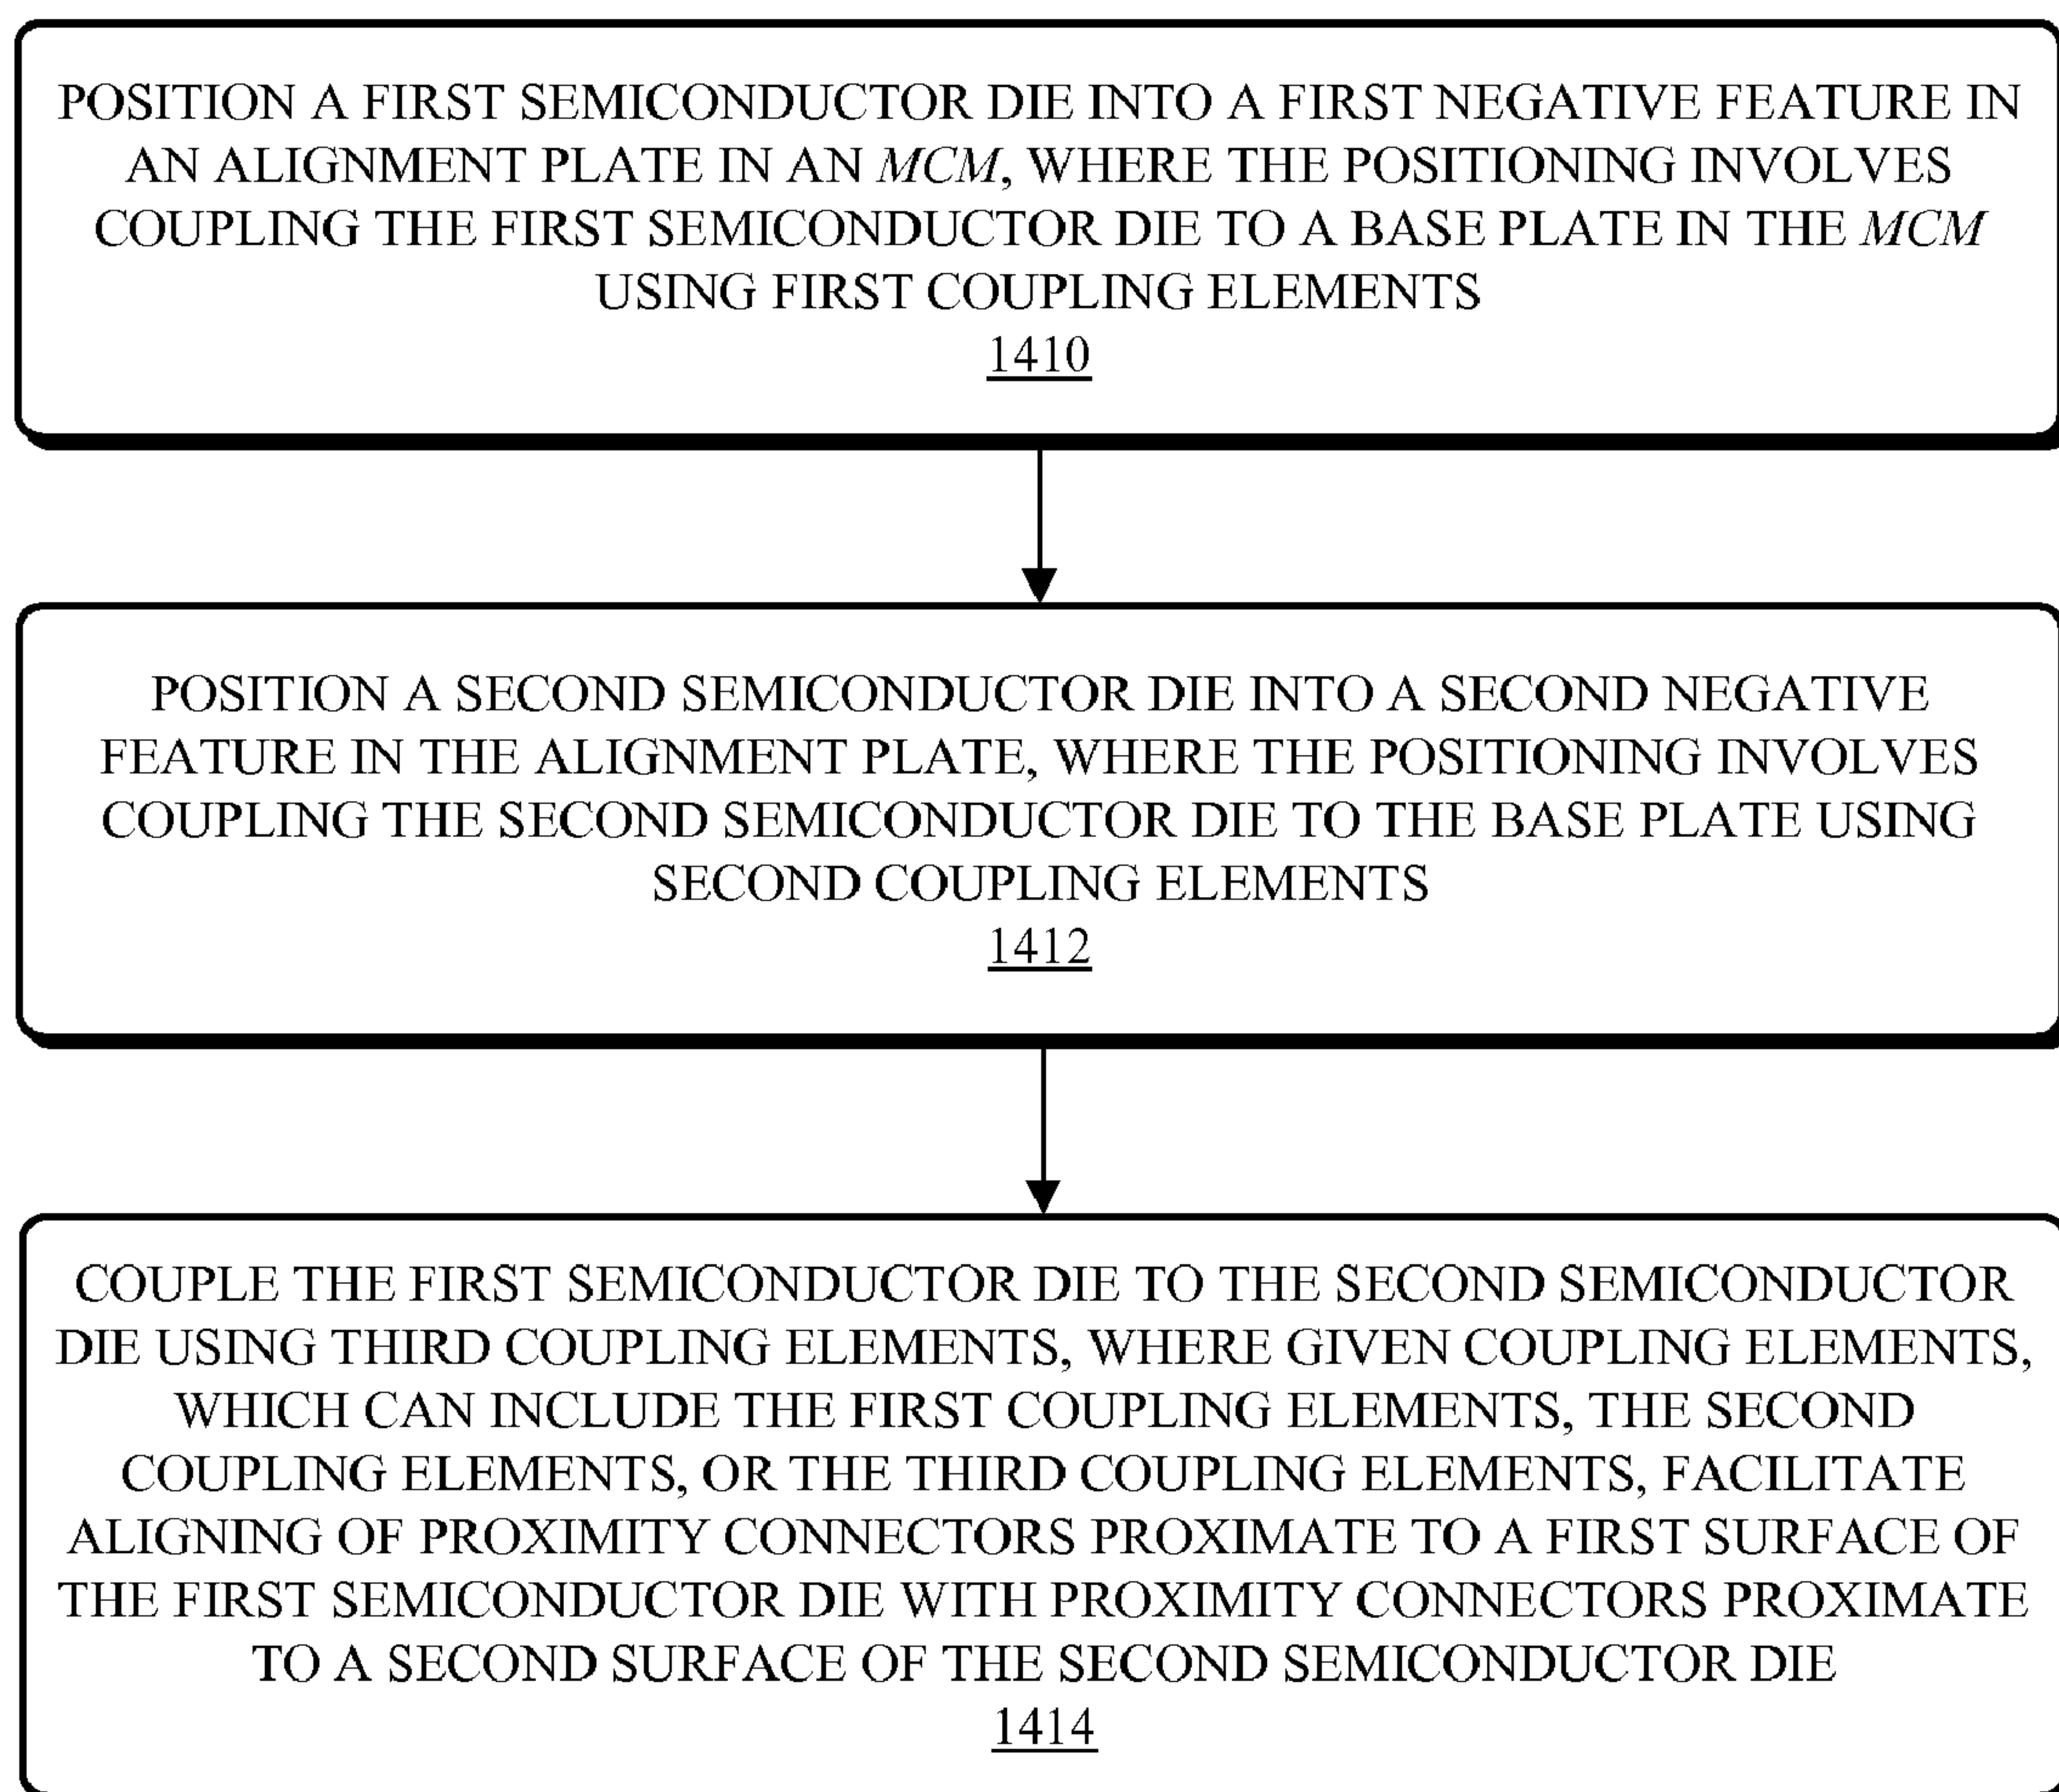 POSITION A FIRST SEMICONDUCTOR DIE INTO A FIRST NEGATIVE FEATURE IN
AN ALIGNMENT PLATE IN AN MCM, WHERE THE POSITIONING INVOLVES
COUPLING THE FIRST SEMICONDUCTOR DIE TO A BASE PLATE IN THE MCM
USING FIRST COUPLING ELEMENTS
1410
POSITION A SECOND SEMICONDUCTOR DIE INTO A SECOND NEGATIVE
FEATURE IN THE ALIGNMENT PLATE, WHERE THE POSITIONING INVOLVES
COUPLING THE SECOND SEMICONDUCTOR DIE TO THE BASE PLATE USING
SECOND COUPLING ELEMENTS
1412
COUPLE THE FIRST SEMICONDUCTOR DIE TO THE SECOND SEMICONDUCTOR
DIE USING THIRD COUPLING ELEMENTS, WHERE GIVEN COUPLING ELEMENTS,
WHICH CAN INCLUDE THE FIRST COUPLING ELEMENTS, THE SECOND
COUPLING ELEMENTS, OR THE THIRD COUPLING ELEMENTS, FACILITATE
ALIGNING OF PROXIMITY CONNECTORS PROXIMATE TO A FIRST SURFACE OF
THE FIRST SEMICONDUCTOR DIE WITH PROXIMITY CONNECTORS PROXIMATE
TO A SECOND SURFACE OF THE SECOND SEMICONDUCTOR DIE
1414